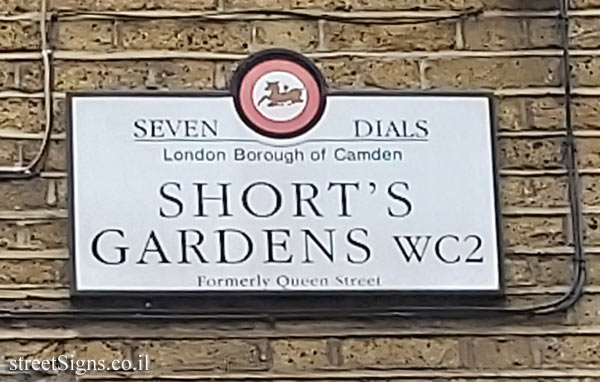 SEVEN DIALS
London Borough of Camden
SHORT'S
GARDENS WC2
Formerly Queen Street
streetSigns.co.il